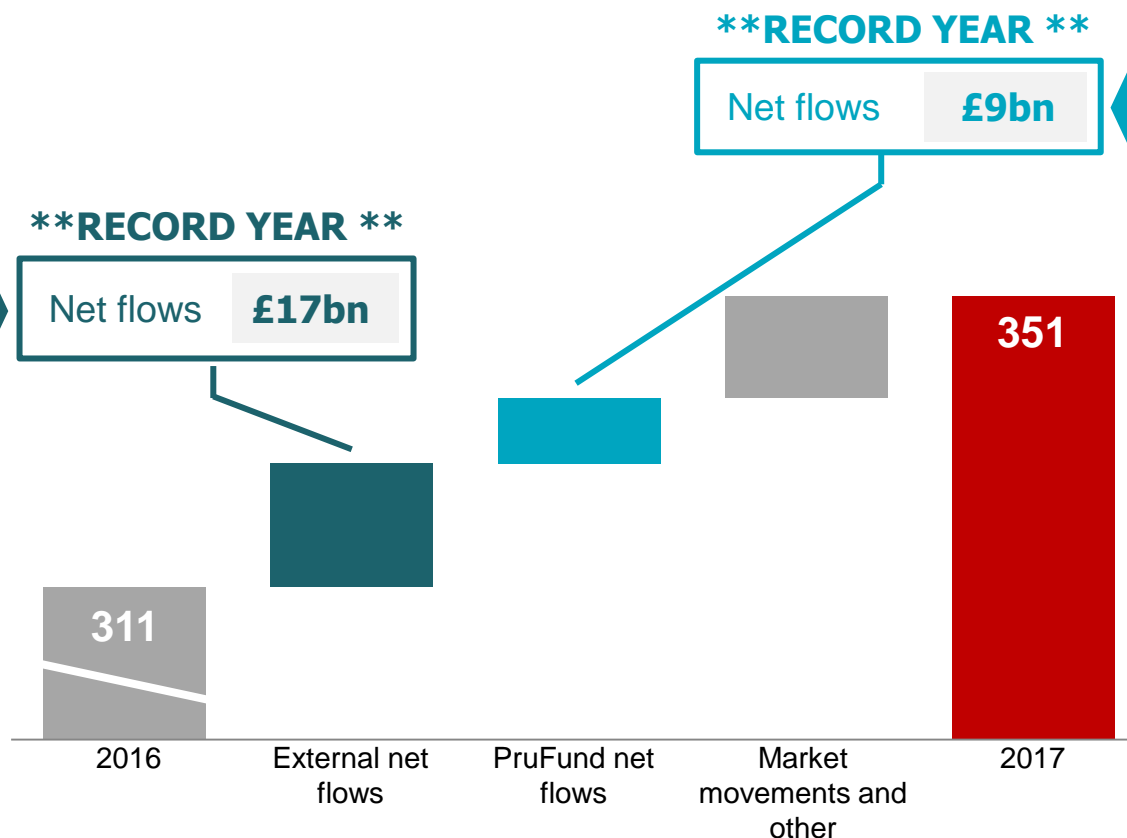 **RECORD YEAR **
Net flows £9bn
**RECORD YEAR **
Net flows £17bn
351
311
2016
External net
flows
PruFund net
flows
Market
movements and
other
2017